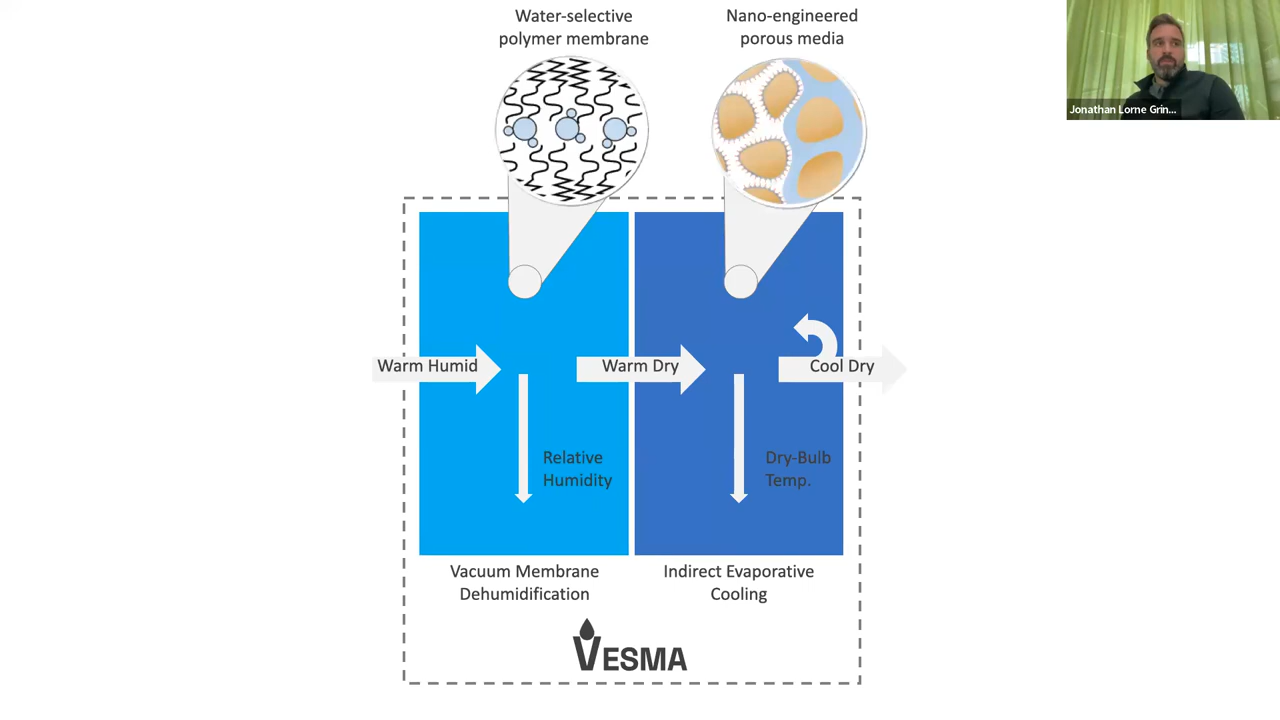 Water-selective
polymer membrane
Nano-engineered
porous media
Jonathan Lorne Grin...
Warm Humid
Warm Dry
Cool Dry
Relative
Humidity
Dry-Bulb
Temp.
Vacuum Membrane
Dehumidification
Indirect Evaporative
Cooling
VESMA